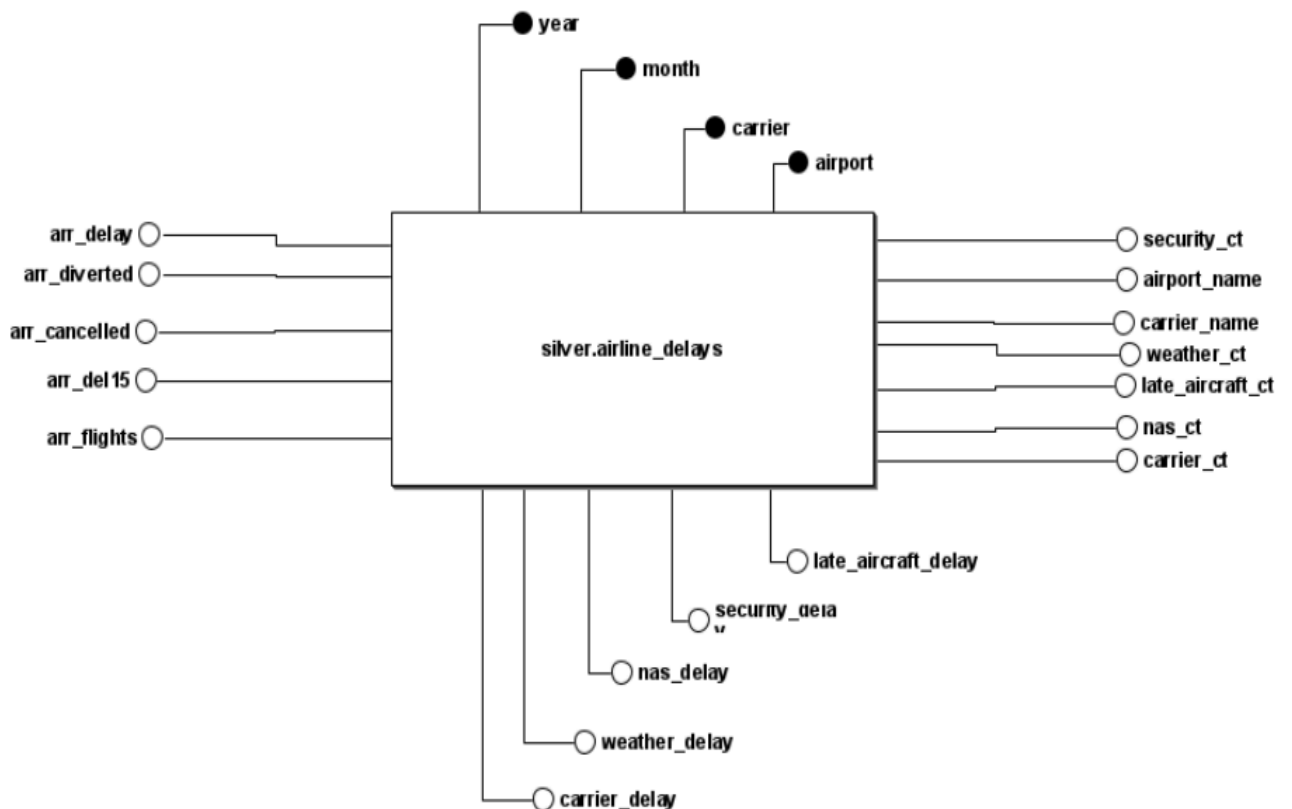 year
month
carrier
airport
arr_delay
arr_diverted
arr_cancelled
arr_del15
arr_flights
silver.airline_delays
security_ct
airport_name
carrier_name
weather_ct
late_aircraft_ct
nas_ct
carrier_ct
late_aircraft_delay
security_dela
y
nas_delay
weather_delay
carrier_delay